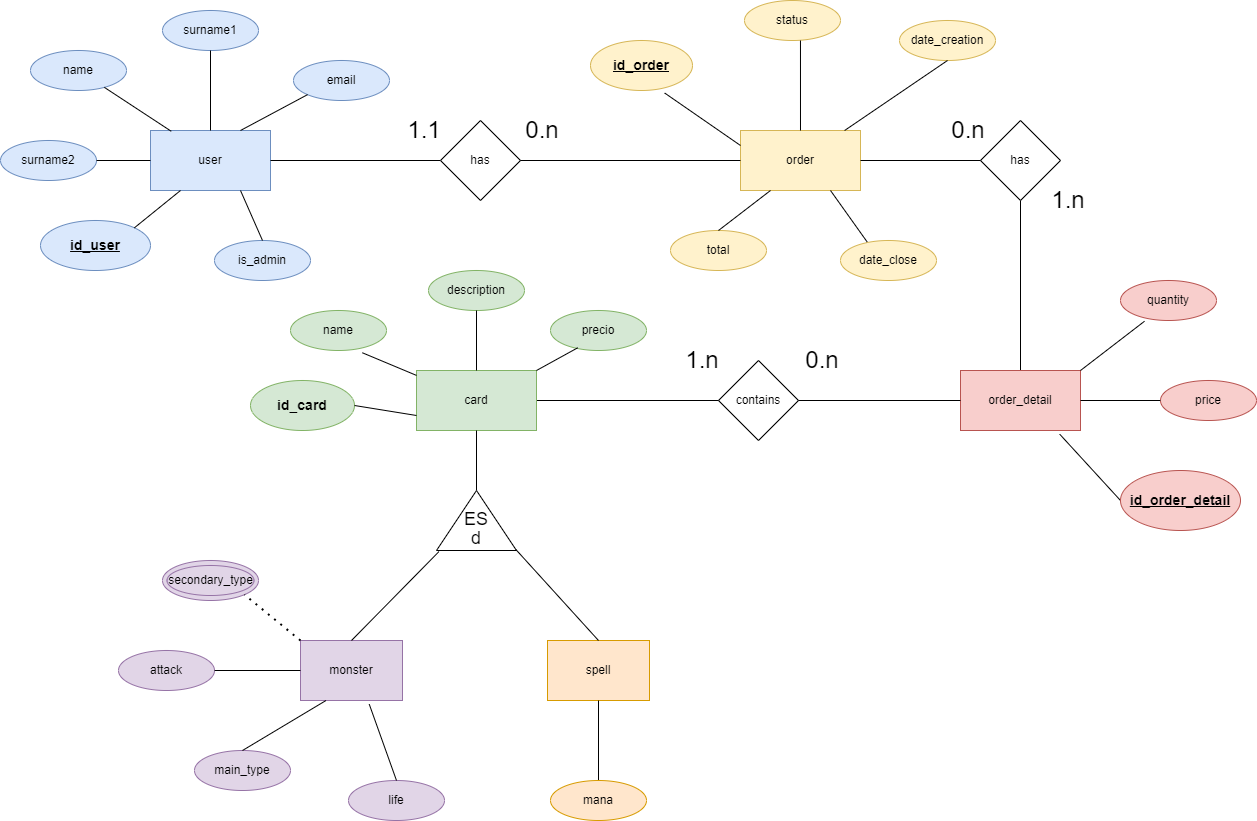 surname1
status
date_creation
name
email
id_order
1.1
0.n
0.n
surname2
user
has
order
has
1.n
id_user
is_admin
total
date_close
description
quantity
name
precio
1.n
0.n
id_card
card
contains
order_detail
price
id_order_detail
ES
d
secondary_type
attack
monster
spell
main_type
life
mana